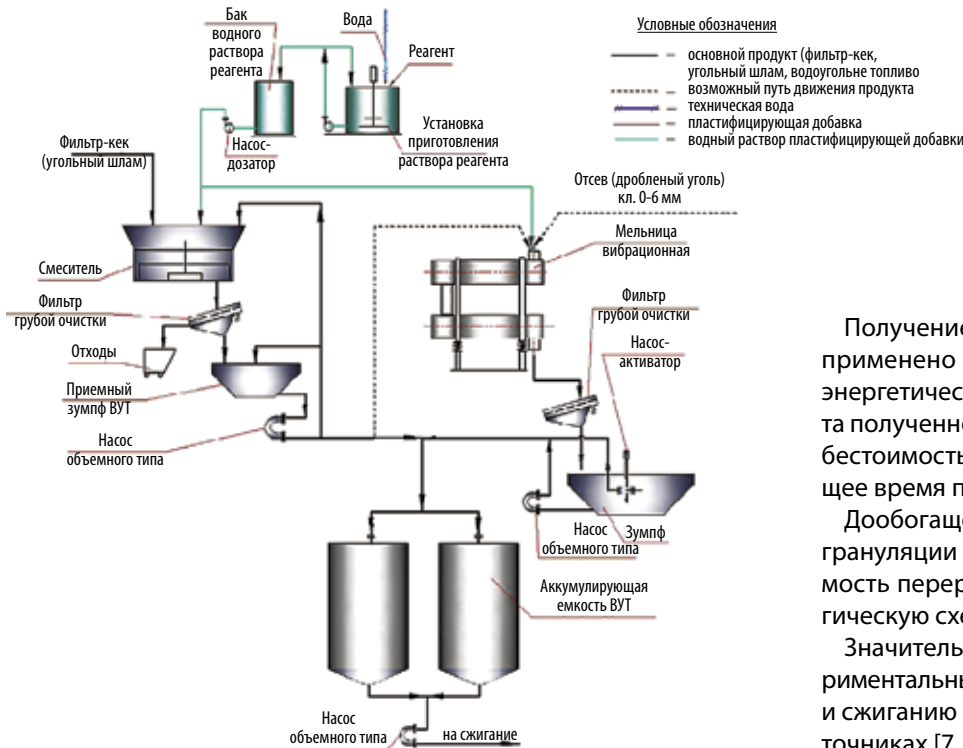 Бак
водного
раствора
реагента
Вода
Реагент
Насос-
дозатор
Установка
приготовления
раствора реагента
Условные обозначения
основной продукт (фильтр-кек,
угольный шлам, водоугольне топливо
возможный путь движения продукта
техническая вода
пластифицирующая добавка
водный раствор пластифицирующей добавки
Фильтр-кек
(угольный шлам)
Отсев (дробленый уголь)
кл. 0-6 мм
Мельница
вибрационная
Смеситель
Фильтр
грубой очистки
Отходы
Приемный
зумпф ВУТ
Насос
объемного типа
Фильтр
грубой очистки
Насос-
активатор
Насос
объемного типа
Зумпф
Аккумулирующая
емкость ВУТ
Насос
объемного типа
на сжигание
Получение
применено
энергетичес
та полученно
бестоимость
щее время п
Дообогаще
грануляции
мость перер
гическую схе
Значитель
риментальны
и сжиганию
точниках [7,